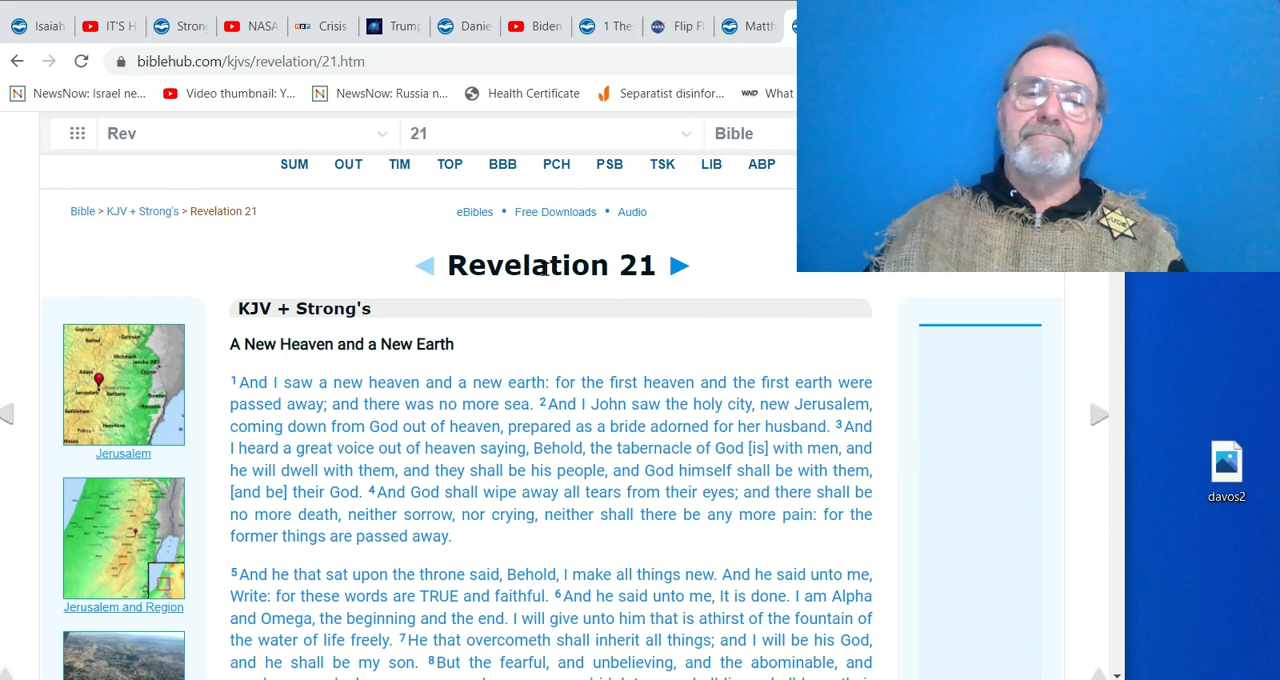 Isaiah
IT'S H
Stron
NASA
Crisis
Trum
Danie
Biden
1 The
Flip Fl
Matth
biblehub.com/kjvs/revelation/21.htm
NewsNow: Israel ne...
Video thumbnail: Y...
NewsNow: Russia n...
Health Certificate
Separatist disinfor...
WND
What
Rev
21
Bible
SUM OUT TIM TOP BBB PCH PSB TSK LIB ABP
Bible > KJV + Strong's > Revelation 21
eBibles • Free Downloads • Audio
Revelation 21
KJV + Strong's
A New Heaven and a New Earth
1And I saw a new heaven and a new earth: for the first heaven and the first earth were
passed away; and there was no more sea. 2And I John saw the holy city, new Jerusalem,
coming down from God out of heaven, prepared as a bride adorned for her husband. 3And
I heard a great voice out of heaven saying, Behold, the tabernacle of God [is] with men, and
he will dwell with them, and they shall be his people, and God himself shall be with them,
[and be] their God. 4And God shall wipe away all tears from their eyes; and there shall be
no more death, neither sorrow, nor crying, neither shall there be any more pain: for the
former things are passed away.
5And he that sat upon the throne said, Behold, I make all things new. And he said unto me,
Write: for these words are TRUE and faithful. 6And he said unto me, It is done. I am Alpha
and Omega, the beginning and the end. I will give unto him that is athirst of the fountain of
the water of life freely. 7He that overcometh shall inherit all things; and I will be his God,
and he shall be my son. 8But the fearful, and unbelieving, and the abominable, and
Jerusalem
Jerusalem and Region
davos2